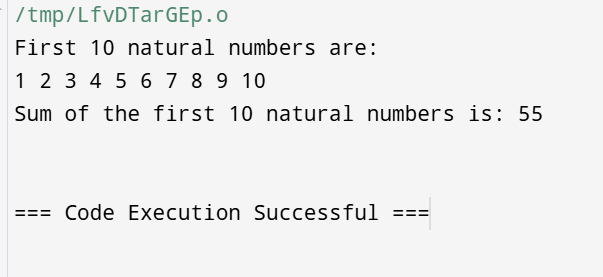 /tmp/LfvDTarGEp.o
First 10 natural numbers are:
1 2 3 4 5 6 7 8 9 10
Sum of the first 10 natural numbers is: 55
=== Code Execution Successful ===